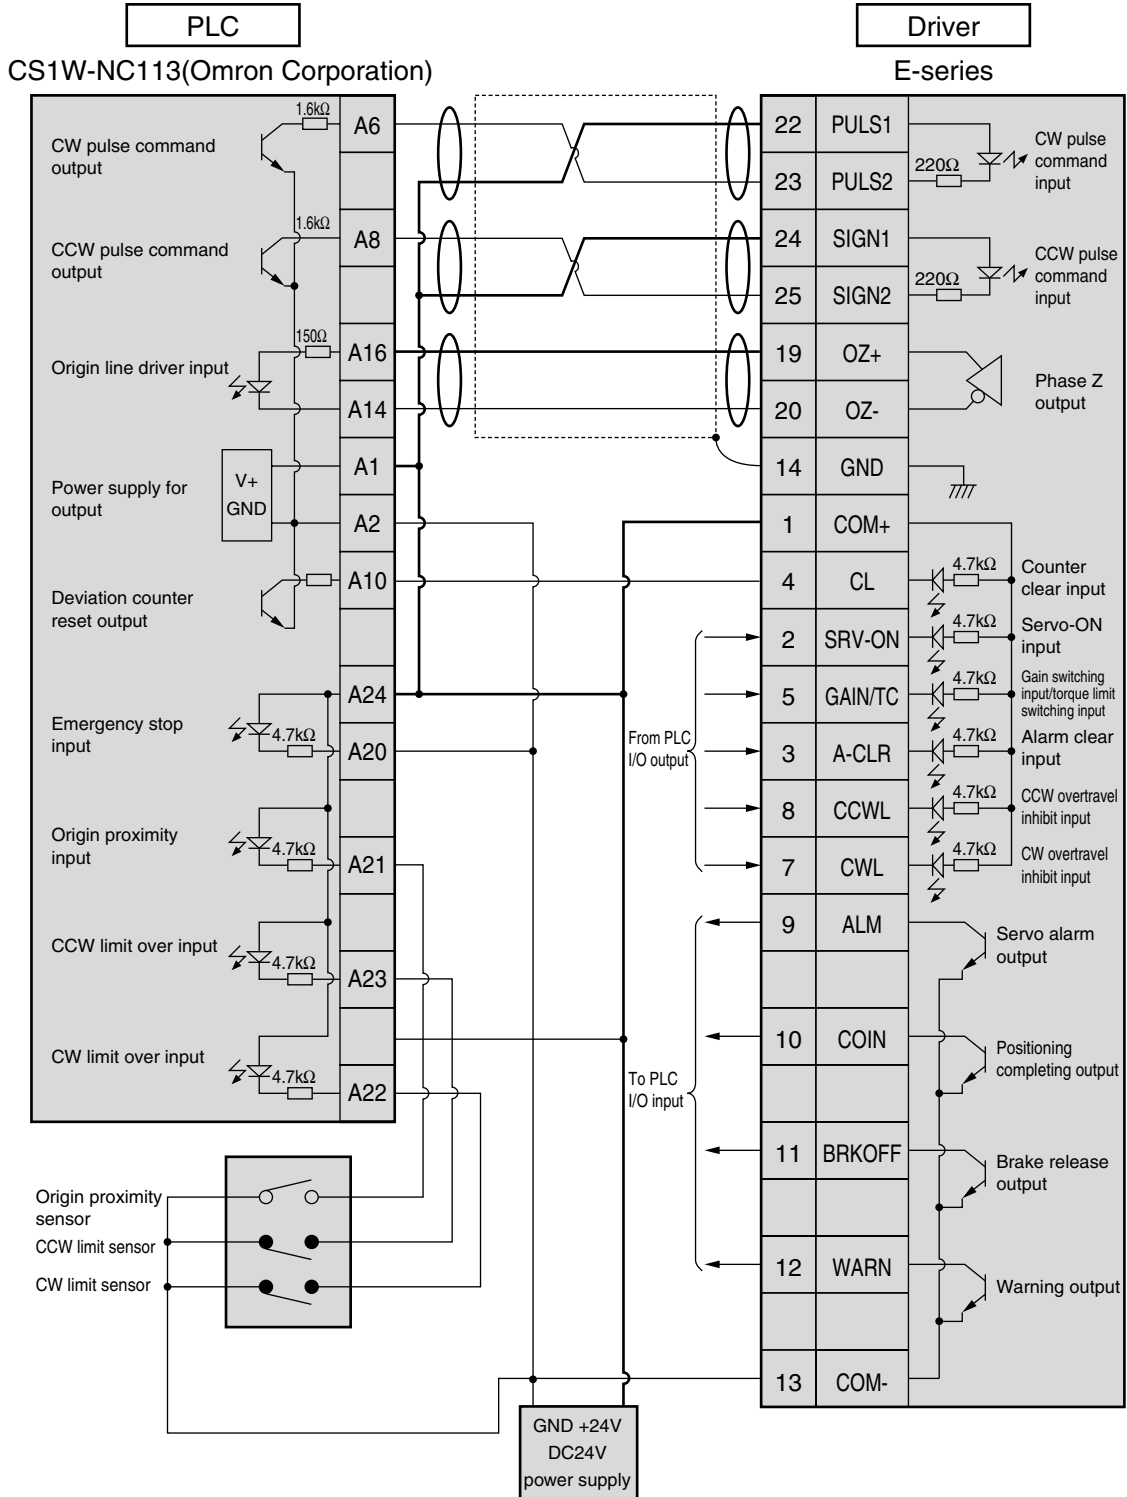 PLC
Driver
CS1W-NC113(Omron Corporation)
E-series
CW pulse command
output
1.6kΩ
A6
CCW pulse command
output
1.6kΩ
A8
Origin line driver input
150Ω
A16
A14
Power supply for
output
V+
GND
A1
A2
Deviation counter
reset output
A10
A24
Emergency stop
input
4.7kΩ
A20
Origin proximity
input
4.7kΩ
A21
CCW limit over input
4.7kΩ
A23
CW limit over input
4.7kΩ
A22
Origin proximity
sensor
CCW limit sensor
CW limit sensor
22 PULS1
23 PULS2
220Ω
CW pulse
command
input
24 SIGN1
25 SIGN2
220Ω
CCW pulse
command
input
19 OZ+
20 OZ-
Phase Z
output
14 GND
1 COM+
4 CL
4.7kΩ
Counter
clear input
2 SRV-ON
4.7kΩ
Servo-ON
input
5 GAIN/TC
4.7kΩ
Gain switching
input/torque limit
switching input
From PLC
I/O output
3 A-CLR
4.7kΩ
Alarm clear
input
8 CCWL
4.7kΩ
CCW overtravel
inhibit input
7 CWL
4.7kΩ
CW overtravel
inhibit input
9 ALM
Servo alarm
output
10 COIN
Positioning
completing output
To PLC
I/O input
11 BRKOFF
Brake release
output
12 WARN
Warning output
13 COM-
GND +24V
DC24V
power supply